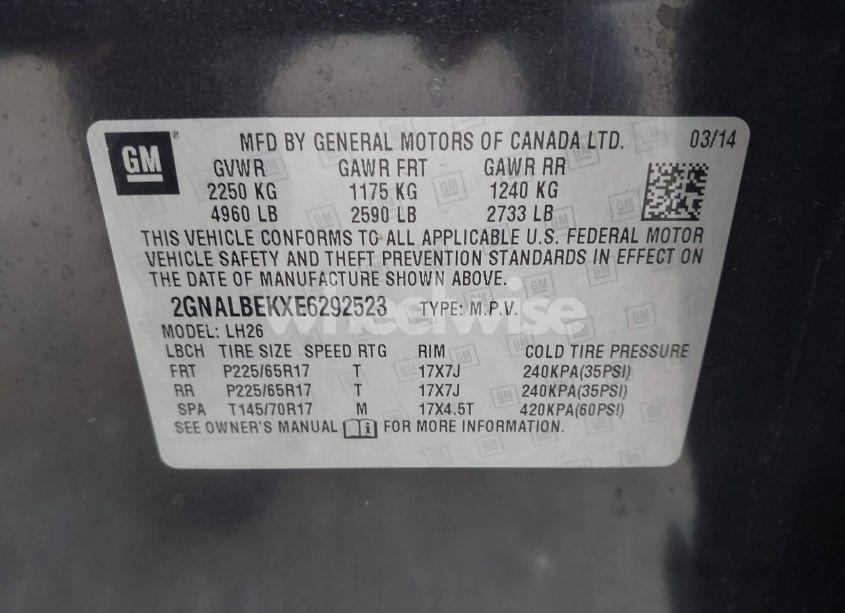 GM ® MFD BY GENERAL MOTORS OF CANADA LTD. 03/14
GVWR GAWR FRT GAWR RR
2250 KG 1175 KG 1240 KG
4960 LB 2590 LB 2733 LB
THIS VEHICLE CONFORMS TO ALL APPLICABLE U.S. FEDERAL MOTOR
VEHICLE SAFETY AND THEFT PREVENTION STANDARDS IN EFFECT ON
THE DATE OF MANUFACTURE SHOWN ABOVE.
2GNALBEKXE6292523 TYPE: M.P.V.
wheelwise
MODEL: LH26
LBCH TIRE SIZE SPEED RTG RIM COLD TIRE PRESSURE
FRT P225/65R17 T 17X7J 240KPA(35PSI)
RR P225/65R17 T 17X7J 240KPA(35PSI)
SPA T145/70R17 M 17X4.5T 420KPA(60PSI)
SEE OWNER'S MANUAL i FOR MORE INFORMATION.